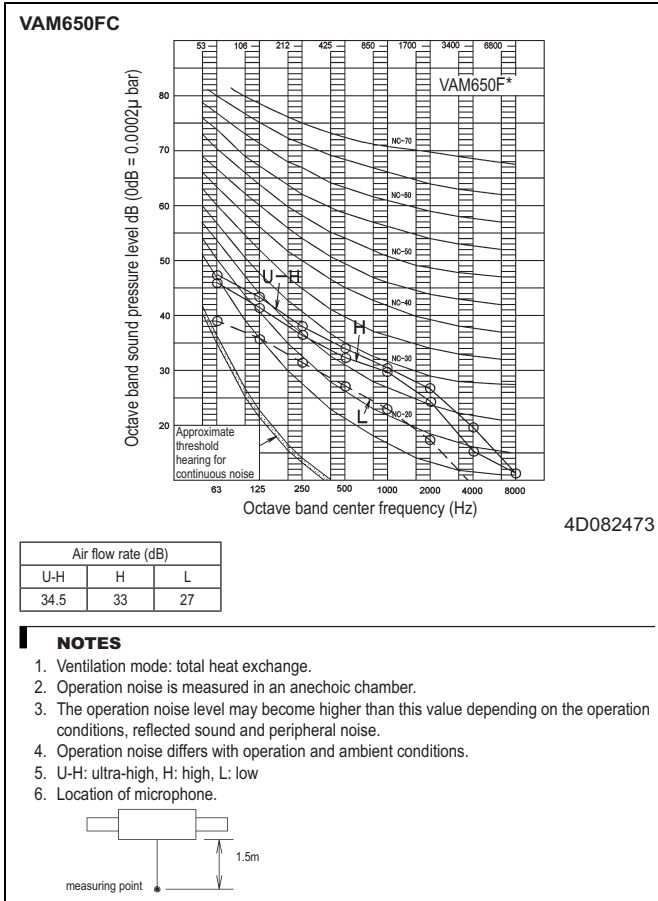 VAM650FC
53 106 212 425 850 1700 3400 6800
VAM650F*
Octave band sound pressure level dB (0dB = 0.0002µ bar)
80
70
60
50
40
30
20
NC-70
NC-60
NC-50
NC-40
NC-30
NC-20
U-H
H
L
Approximate
threshold
hearing for
continuous noise
63 125 250 500 1000 2000 4000 8000
Octave band center frequency (Hz)
4D082473
Air flow rate (dB)
U-H H L
34.5 33 27
NOTES
1. Ventilation mode: total heat exchange.
2. Operation noise is measured in an anechoic chamber.
3. The operation noise level may become higher than this value depending on the operation
conditions, reflected sound and peripheral noise.
4. Operation noise differs with operation and ambient conditions.
5. U-H: ultra-high, H: high, L: low
6. Location of microphone.
1.5m
measuring point